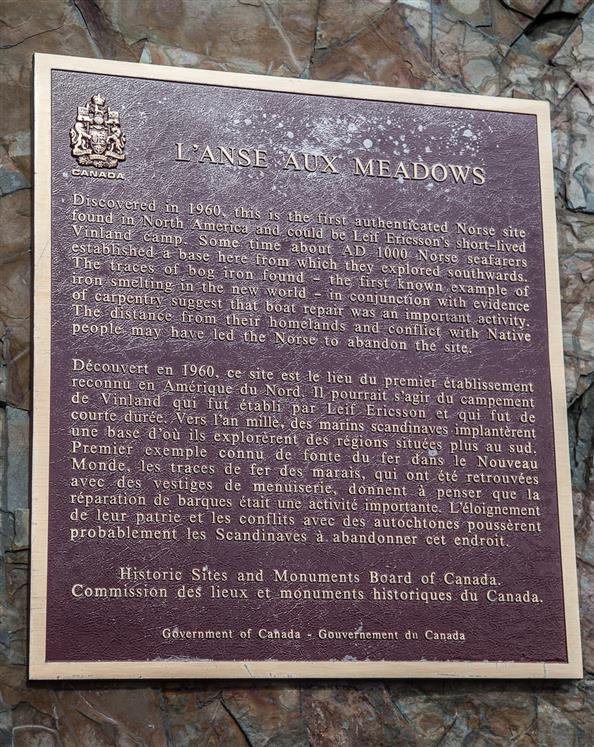 CANADA
L'ANSE AUX MEADOWS
Discovered in 1960, this is the first authenticated Norse site
found in North America and could be Leif Ericsson's short-lived
Vinland camp. Some time about AD 1000 Norse seafarers
established a base here from which they explored southwards.
The traces of bog iron found – the first known example of
iron smelting in the new world – in conjunction with evidence
of carpentry suggest that boat repair was an important activity.
The distance from their homelands and conflict with Native
people may have led the Norse to abandon the site.
Découvert en 1960, ce site est le lieu du premier établissement
reconnu en Amérique du Nord. Il pourrait s'agir du campement
de Vinland qui fut établi par Leif Ericsson et qui fut de
courte durée. Vers l'an mille, des marins scandinaves implantèrent
une base d'où ils explorèrent des régions situées plus au sud.
Premier exemple connu de fonte du fer dans le Nouveau
Monde, les traces de fer des marais, qui ont été retrouvées
avec des vestiges de menuiserie, donnent à penser que la
réparation de barques était une activité importante. L'éloignement
de leur patrie et les conflits avec des autochtones poussèrent
probablement les Scandinaves à abandonner cet endroit.
Historic Sites and Monuments Board of Canada.
Commission des lieux et monuments historiques du Canada.
Government of Canada - Gouvernement du Canada